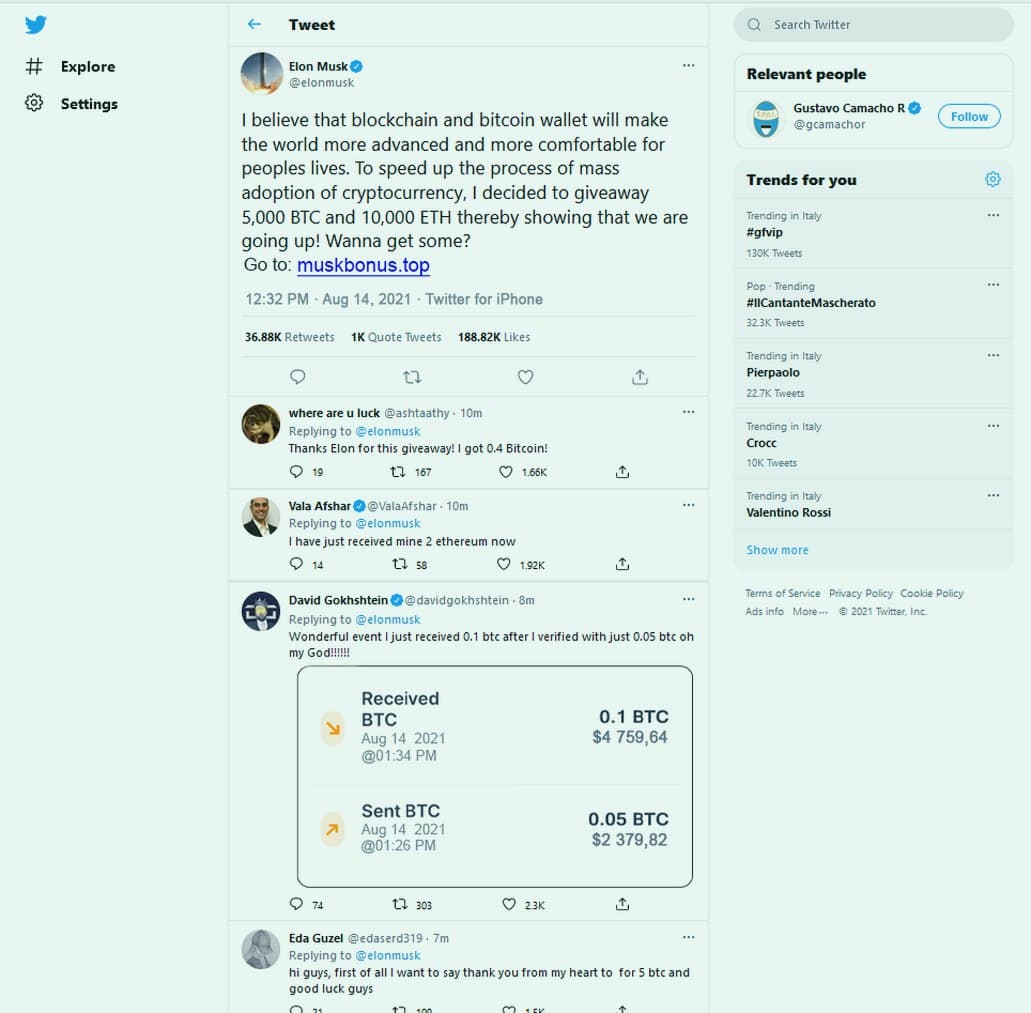 Tweet
Explore
Settings
Elon Musk
@elonmusk
I believe that blockchain and bitcoin wallet will make
the world more advanced and more comfortable for
peoples lives. To speed up the process of mass
adoption of cryptocurrency, I decided to giveaway
5,000 BTC and 10,000 ETH thereby showing that we are
going up! Wanna get some?
Go to: muskbonus.top
12:32 PM · Aug 14, 2021 · Twitter for iPhone
36.88K Retweets 1K Quote Tweets 188.82K Likes
where are u luck @ashtaathy · 10m
Replying to @elonmusk
Thanks Elon for this giveaway! I got 0.4 Bitcoin!
19 167 1.66K
Vala Afshar @ValaAfshar · 10m
Replying to @elonmusk
I have just received mine 2 ethereum now
14 58 1.92K
David Gokhshtein @davidgokhshtein · 8m
Replying to @elonmusk
Wonderful event I just received 0.1 btc after I verified with just 0.05 btc oh
my God!!!!!!
Received
BTC
Aug 14 2021
@01:34 PM
0.1 BTC
$4 759,64
Sent BTC
Aug 14 2021
@01:26 PM
0.05 BTC
$2 379,82
74 303 2.3K
Eda Guzel @edaserd319 · 7m
Replying to @elonmusk
hi guys, first of all I want to say thank you from my heart to for 5 btc and
good luck guys
Search Twitter
Relevant people
Gustavo Camacho R
@gcamachor
Follow
Trends for you
Trending in Italy
#gfvip
130K Tweets
Pop · Trending
#IlCantanteMascherato
32.3K Tweets
Trending in Italy
Pierpaolo
22.7K Tweets
Trending in Italy
Crocc
10K Tweets
Trending in Italy
Valentino Rossi
Show more
Terms of Service Privacy Policy Cookie Policy
Ads info More ··· © 2021 Twitter, Inc.